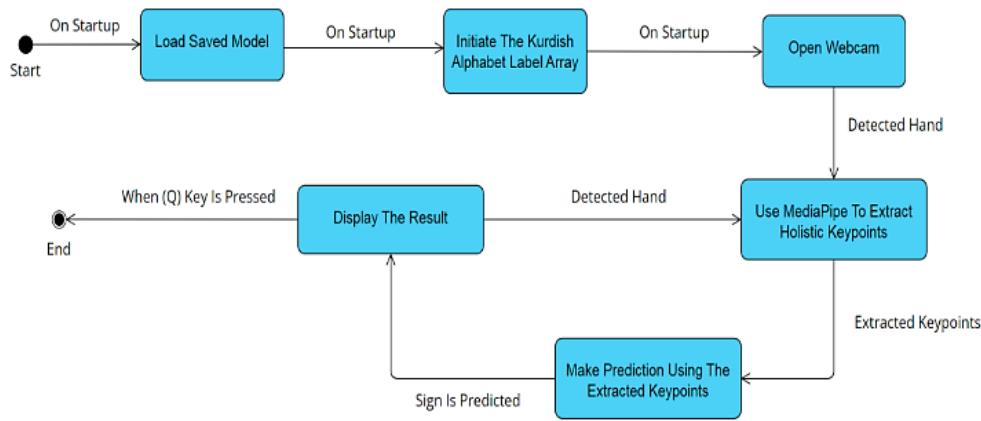 On Startup
On Startup
On Startup
Start
Load Saved Model
Initiate The Kurdish
Alphabet Label Array
Open Webcam
Detected Hand
When (Q) Key Is Pressed
Detected Hand
End
Display The Result
Use MediaPipe To Extract
Holistic Keypoints
Extracted Keypoints
Make Prediction Using The
Extracted Keypoints
Sign Is Predicted